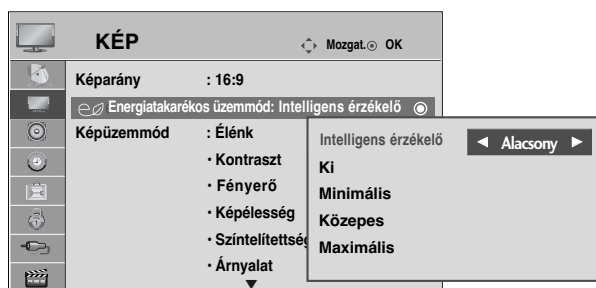 KÉP
Mozgat. OK
Képarány : 16:9
Energiatakarékos üzemmód: Intelligens érzékelő
Képüzemmód : Élénk
• Kontraszt
• Fényerő
• Képélesség
• Színtelítettség
• Árnyalat
Intelligens érzékelő ◄ Alacsony ►
Ki
Minimális
Közepes
Maximális